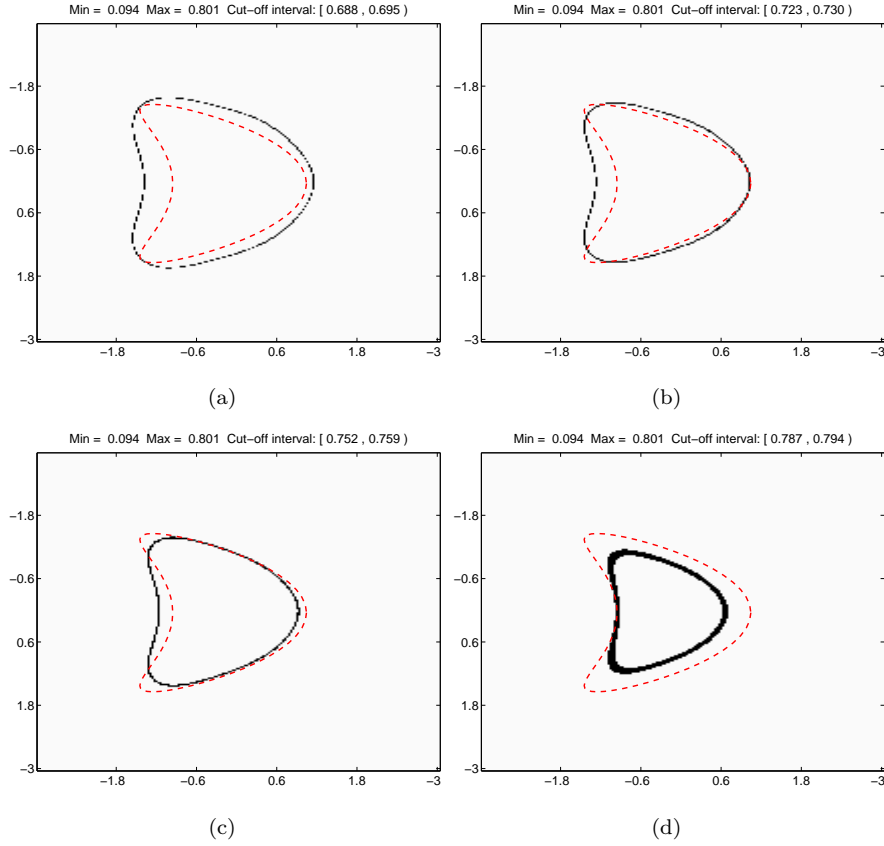 Min = 0.094 Max = 0.801 Cut-off interval: [ 0.688 , 0.695 )
−1.8
−0.6
0.6
1.8
−3
−1.8 −0.6 0.6 1.8 −3
(a)
Min = 0.094 Max = 0.801 Cut-off interval: [ 0.723 , 0.730 )
−1.8
−0.6
0.6
1.8
−3
−1.8 −0.6 0.6 1.8 −3
(b)
Min = 0.094 Max = 0.801 Cut-off interval: [ 0.752 , 0.759 )
−1.8
−0.6
0.6
1.8
−3
−1.8 −0.6 0.6 1.8 −3
(c)
Min = 0.094 Max = 0.801 Cut-off interval: [ 0.787 , 0.794 )
−1.8
−0.6
0.6
1.8
−3
−1.8 −0.6 0.6 1.8 −3
(d)